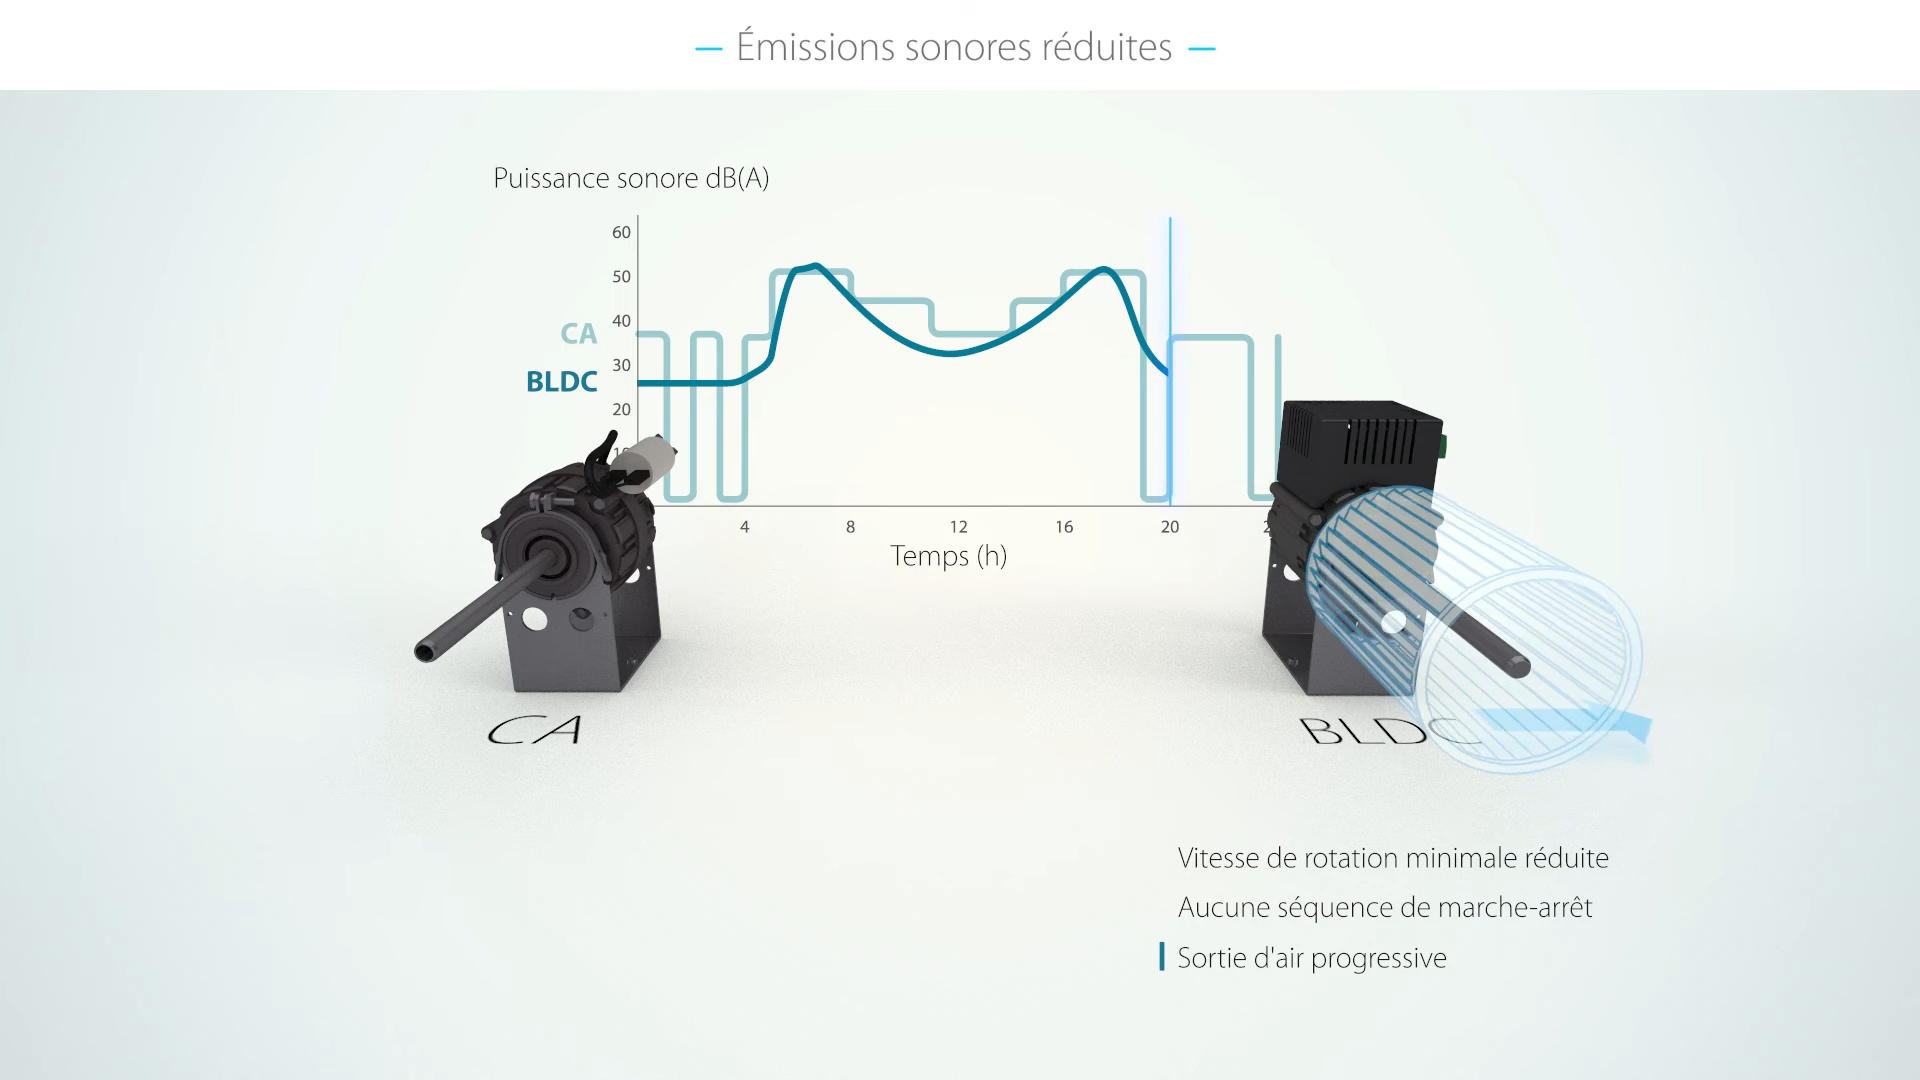 Émissions sonores réduites
Puissance sonore dB(A)
60
50
40
CA
30
BLDC
20
4 8 12 16 20
Temps (h)
CA
BLDC
Vitesse de rotation minimale réduite
Aucune séquence de marche-arrêt
Sortie d'air progressive